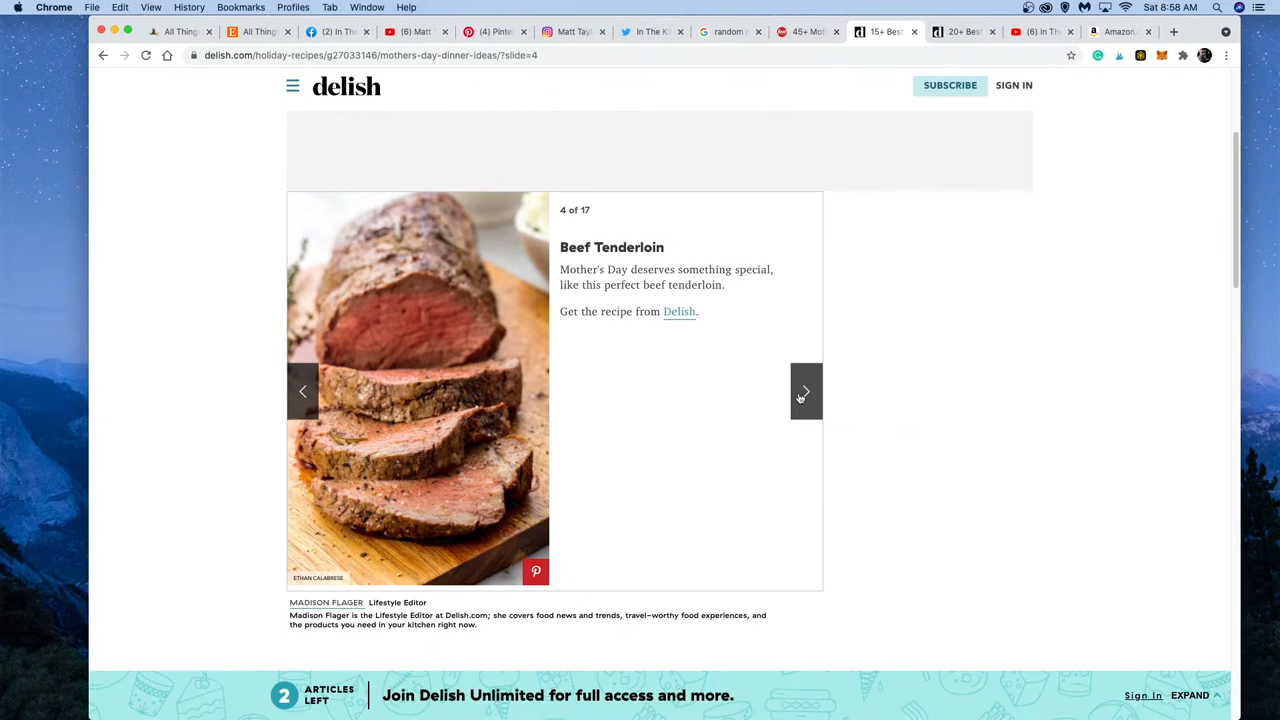 Chrome File Edit View History Bookmarks Profiles Tab Window Help Sat 8:58 AM
All Thing All Thing (2) In The Matt Pinte Matt Tayl In The Ki random r 45+ Mot 15+ Best 20+ Best (5) In The Amazon.
delish.com/holiday-recipes/g27033146/mothers-day-dinner-ideas/?slide=4
delish
SUBSCRIBE SIGN IN
4 of 17
Beef Tenderloin
Mother's Day deserves something special,
like this perfect beef tenderloin.
Get the recipe from Delish.
ETHAN CALABRESE
MADISON FLAGER Lifestyle Editor
Madison Flager is the Lifestyle Editor at Delish.com; she covers food news and trends, travel-worthy food experiences, and
the products you need in your kitchen right now.
2 ARTICLES
LEFT
Join Delish Unlimited for full access and more.
Sign In EXPAND